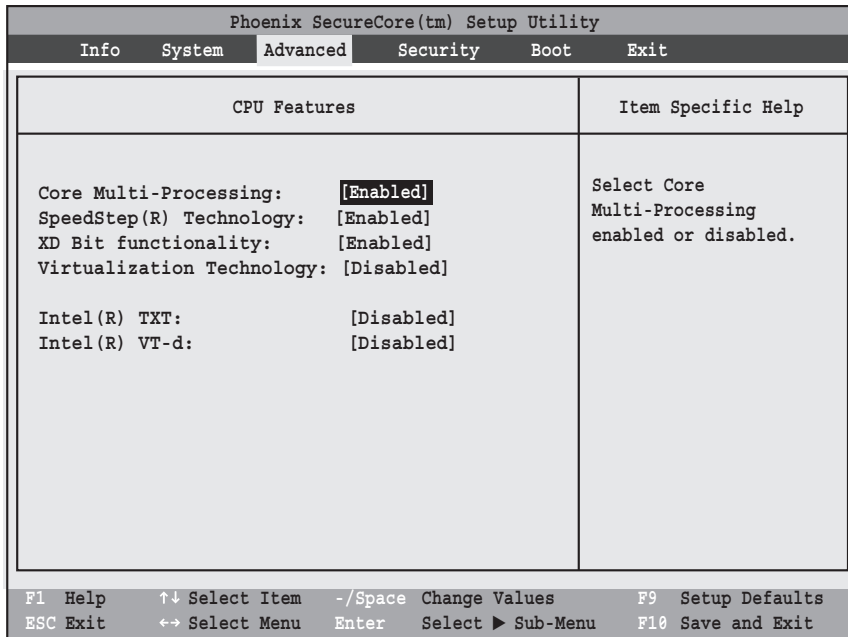 Phoenix SecureCore(tm) Setup Utility
Info System Advanced Security Boot Exit
CPU Features
Item Specific Help
Core Multi-Processing: [Enabled]
SpeedStep(R) Technology: [Enabled]
XD Bit functionality: [Enabled]
Virtualization Technology: [Disabled]
Intel(R) TXT: [Disabled]
Intel(R) VT-d: [Disabled]
Select Core
Multi-Processing
enabled or disabled.
F1 Help ↑↓ Select Item -/Space Change Values F9 Setup Defaults
ESC Exit ←→ Select Menu Enter Select ▶ Sub-Menu F10 Save and Exit